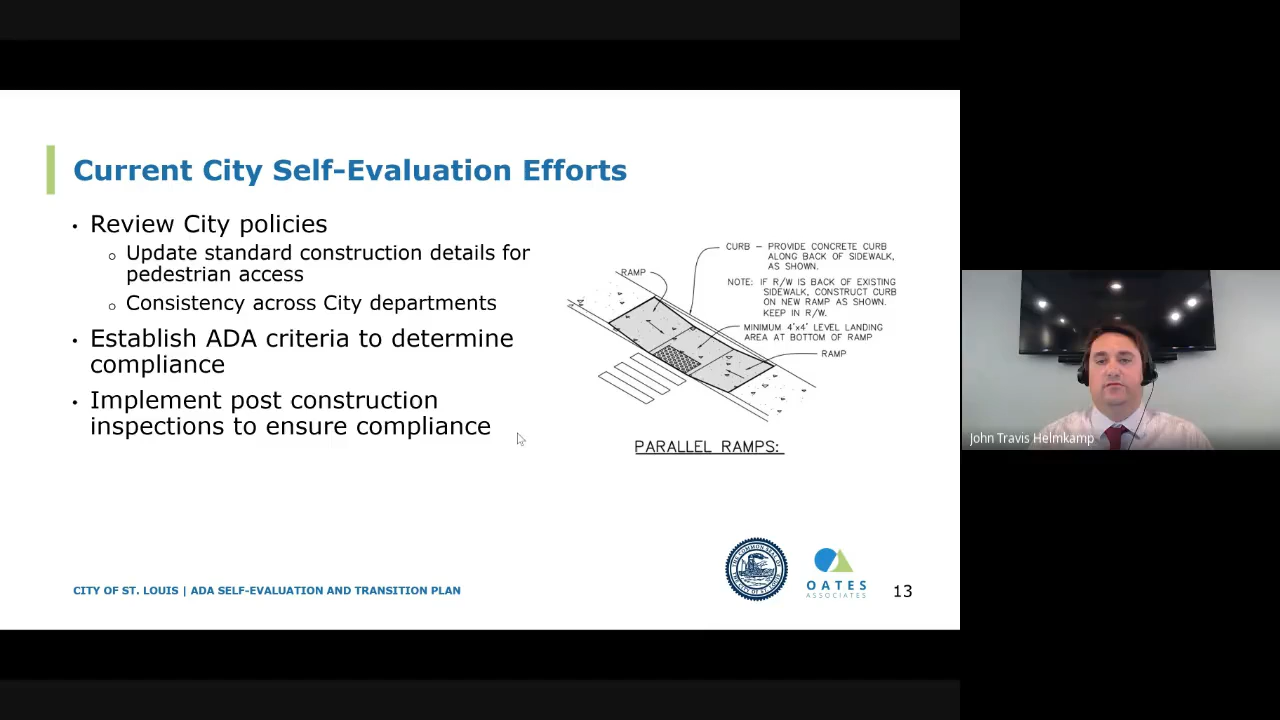 Current City Self-Evaluation Efforts
• Review City policies
o Update standard construction details for
pedestrian access
o Consistency across City departments
• Establish ADA criteria to determine
compliance
• Implement post construction
inspections to ensure compliance
RAMP
CURB – PROVIDE CONCRETE CURB
ALONG BACK OF SIDEWALK,
AS SHOWN.
NOTE: IF R/W IS BACK OF EXISTING
SIDEWALK, CONSTRUCT CURB
ON NEW RAMP AS SHOWN.
KEEP IN R/W.
MINIMUM 4'x4' LEVEL LANDING
AREA AT BOTTOM OF RAMP
RAMP
PARALLEL RAMPS:
CITY OF ST. LOUIS | ADA SELF-EVALUATION AND TRANSITION PLAN
OATES
ASSOCIATES
13
John Travis Helmkamp